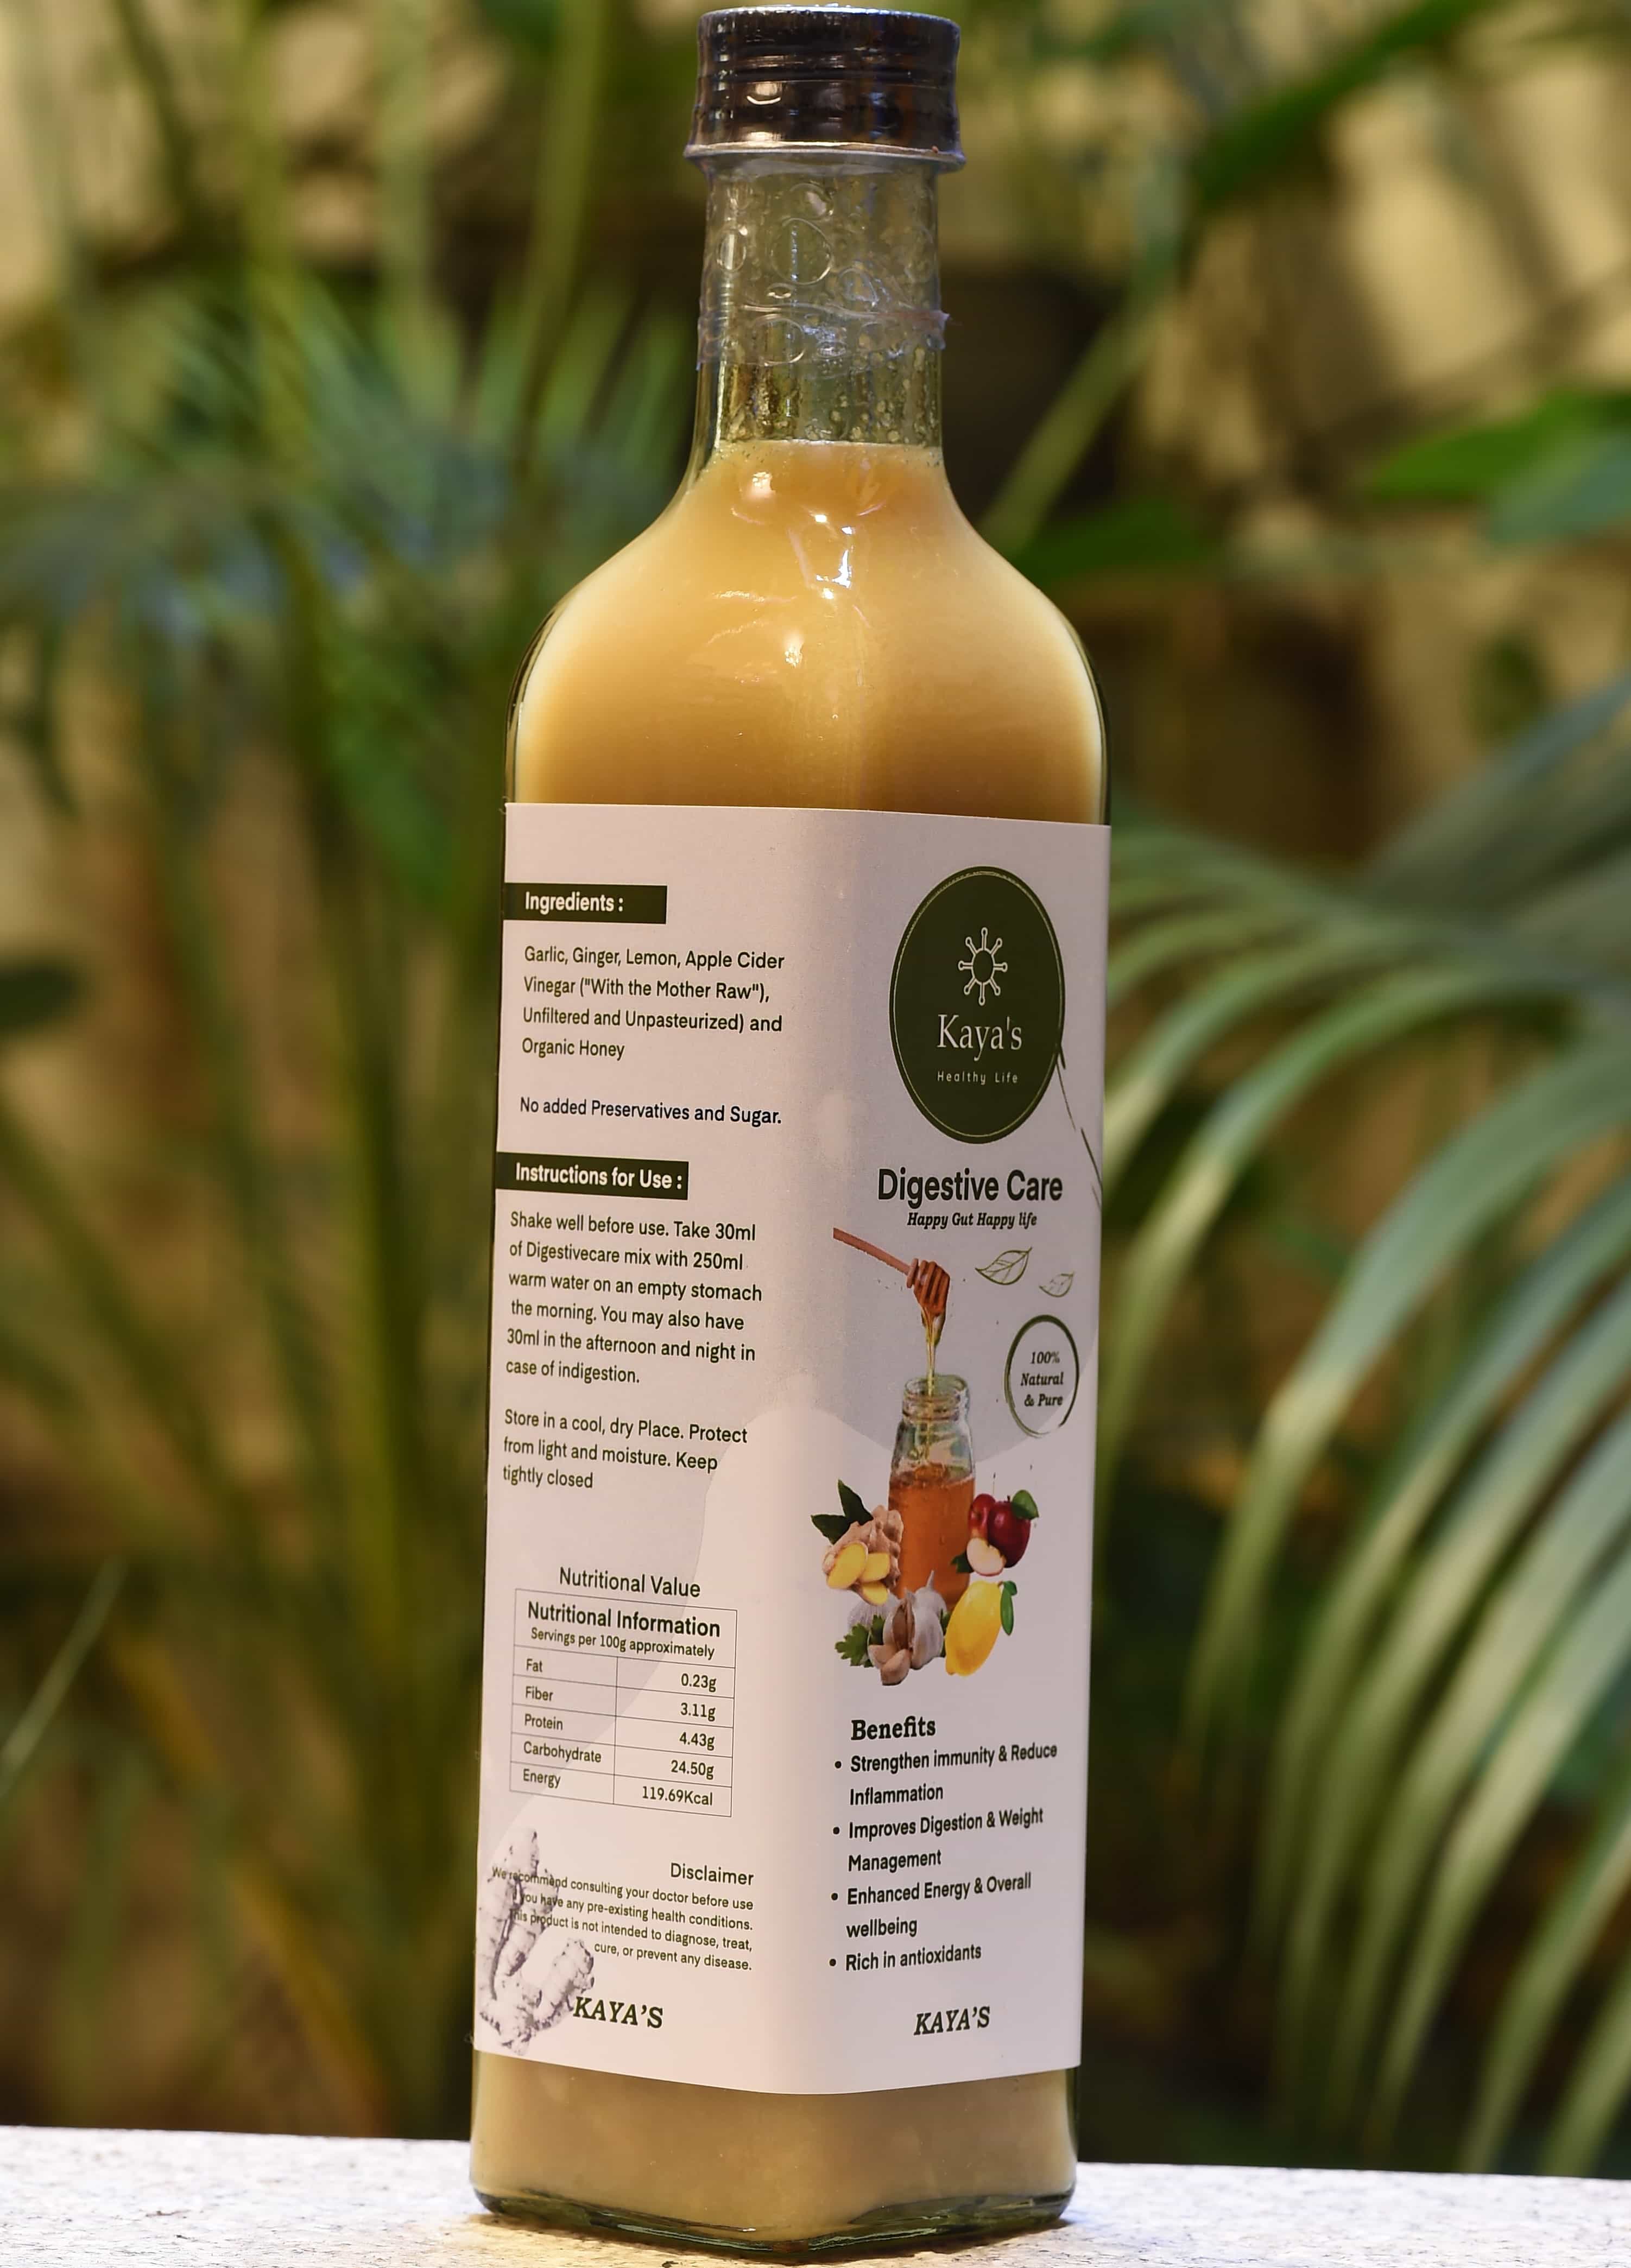 Ingredients :
Garlic, Ginger, Lemon, Apple Cider
Vinegar ("With the Mother Raw"),
Unfiltered and Unpasteurized) and
Organic Honey
No added Preservatives and Sugar.
Instructions for Use :
Shake well before use. Take 30ml
of Digestivecare mix with 250ml
warm water on an empty stomach
the morning. You may also have
30ml in the afternoon and night in
case of indigestion.
Store in a cool, dry Place. Protect
from light and moisture. Keep
tightly closed
Nutritional Value
Nutritional Information
Servings per 100g approximately
Fat 0.23g
Fiber 3.11g
Protein 4.43g
Carbohydrate 24.50g
Energy 119.69Kcal
Disclaimer
We recommend consulting your doctor before use
if you have any pre-existing health conditions.
This product is not intended to diagnose, treat,
cure, or prevent any disease.
KAYA'S
Kaya's
Healthy Life
Digestive Care
Happy Gut Happy life
100%
Natural
& Pure
Benefits
• Strengthen immunity & Reduce
Inflammation
• Improves Digestion & Weight
Management
• Enhanced Energy & Overall
wellbeing
• Rich in antioxidants
KAYA'S